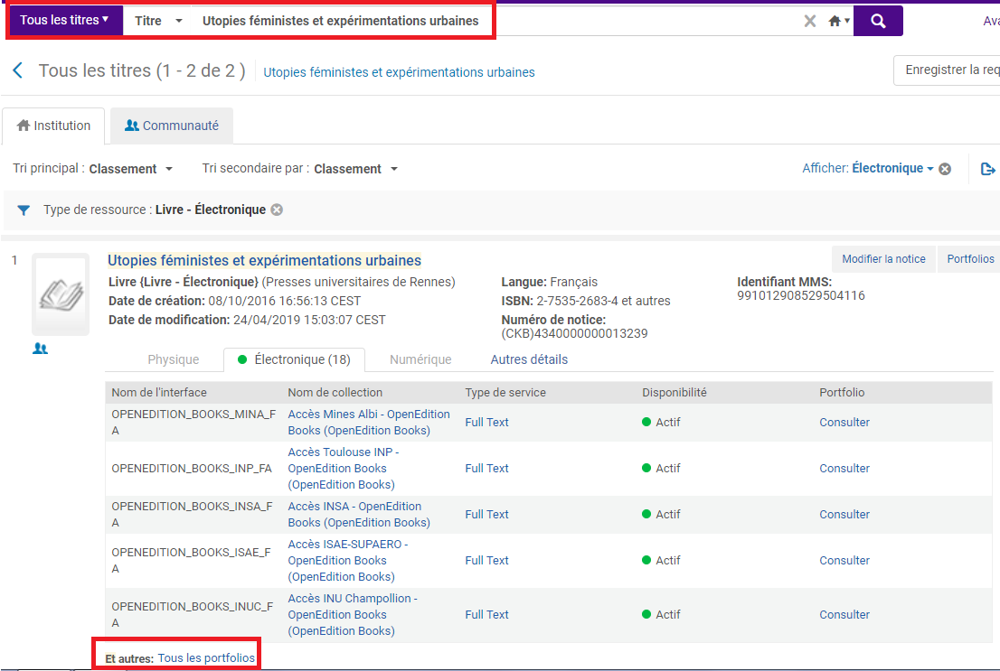 Tous les titres Titre Utopies féministes et expérimentations urbaines
Tous les titres (1 - 2 de 2 ) Utopies féministes et expérimentations urbaines Enregistrer la
Institution Communauté
Tri principal : Classement Tri secondaire par : Classement Afficher: Électronique
Type de ressource : Livre - Électronique
1 Utopies féministes et expérimentations urbaines Modifier la notice Portfolios
Livre {Livre - Électronique} (Presses universitaires de Rennes) Langue: Français Identifiant MMS:
Date de création: 08/10/2016 16:56:13 CEST ISBN: 2-7535-2683-4 et autres 991012908529504116
Date de modification: 24/04/2019 15:03:07 CEST Numéro de notice:
(CKB)4340000000013239
Physique Électronique (18) Numérique Autres détails
Nom de l'interface Nom de collection Type de service Disponibilité Portfolio
OPENEDITION_BOOKS_MINA_F
A
Accès Mines Albi - OpenEdition
Books (OpenEdition Books)
Full Text Actif Consulter
OPENEDITION_BOOKS_INP_FA
Accès Toulouse INP -
OpenEdition Books
(OpenEdition Books)
Full Text Actif Consulter
OPENEDITION_BOOKS_INSA_F
A
Accès INSA - OpenEdition
Books (OpenEdition Books)
Full Text Actif Consulter
OPENEDITION_BOOKS_ISAE_F
A
Accès ISAE-SUPAERO -
OpenEdition Books
(OpenEdition Books)
Full Text Actif Consulter
OPENEDITION_BOOKS_INUC_F
A
Accès INU Champollion -
OpenEdition Books
(OpenEdition Books)
Full Text Actif Consulter
Et autres: Tous les portfolios